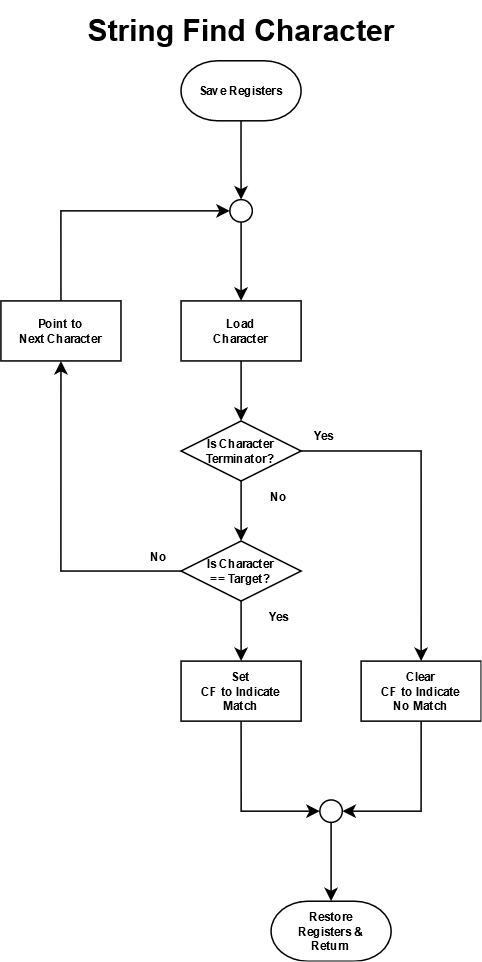 String Find Character
Save Registers
Point to
Next Character
Load
Character
Is Character
Terminator?
Yes
No
Is Character
== Target?
No
Yes
Set
CF to Indicate
Match
Clear
CF to Indicate
No Match
Restore
Registers &
Return